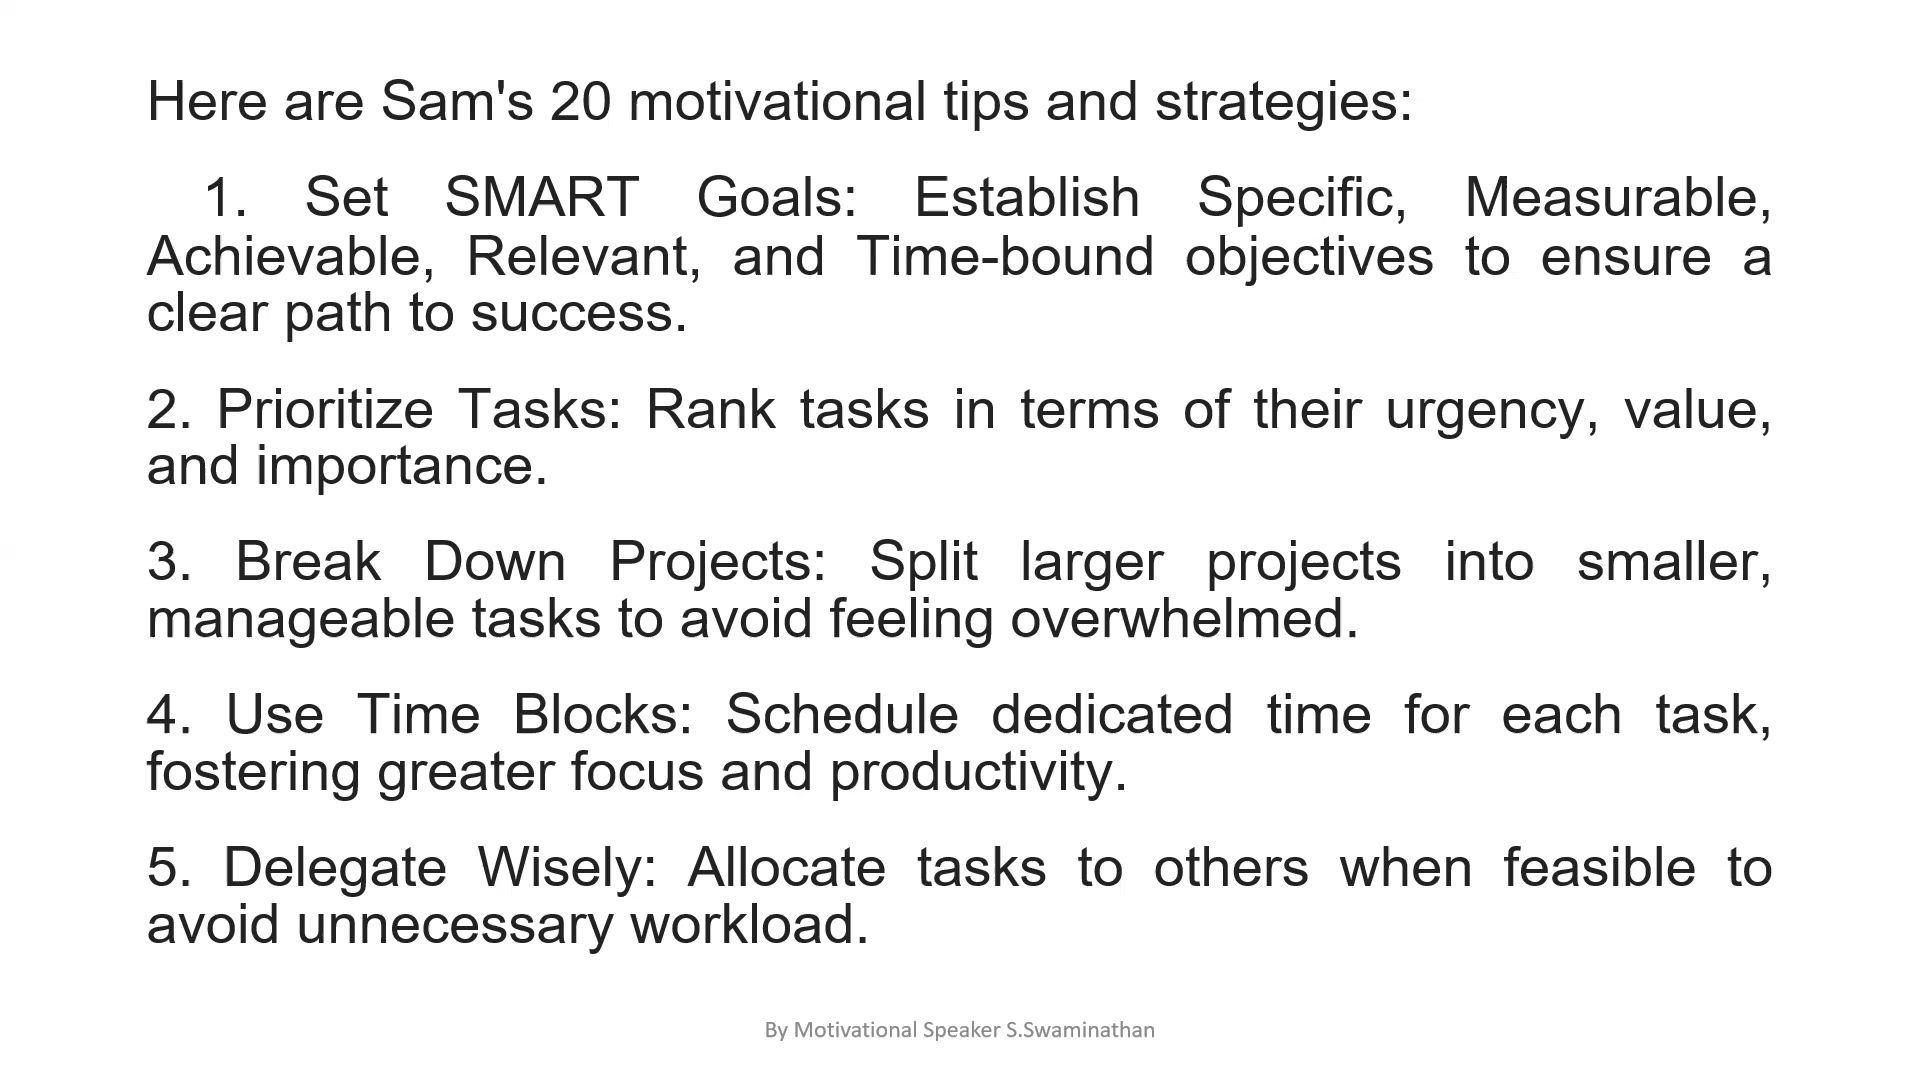 Here are Sam's 20 motivational tips and strategies:
1. Set SMART Goals: Establish Specific, Measurable,
Achievable, Relevant, and Time-bound objectives to ensure a
clear path to success.
2. Prioritize Tasks: Rank tasks in terms of their urgency, value,
and importance.
3. Break Down Projects: Split larger projects into smaller,
manageable tasks to avoid feeling overwhelmed.
4. Use Time Blocks: Schedule dedicated time for each task,
fostering greater focus and productivity.
5. Delegate Wisely: Allocate tasks to others when feasible to
avoid unnecessary workload.
By Motivational Speaker S.Swaminathan